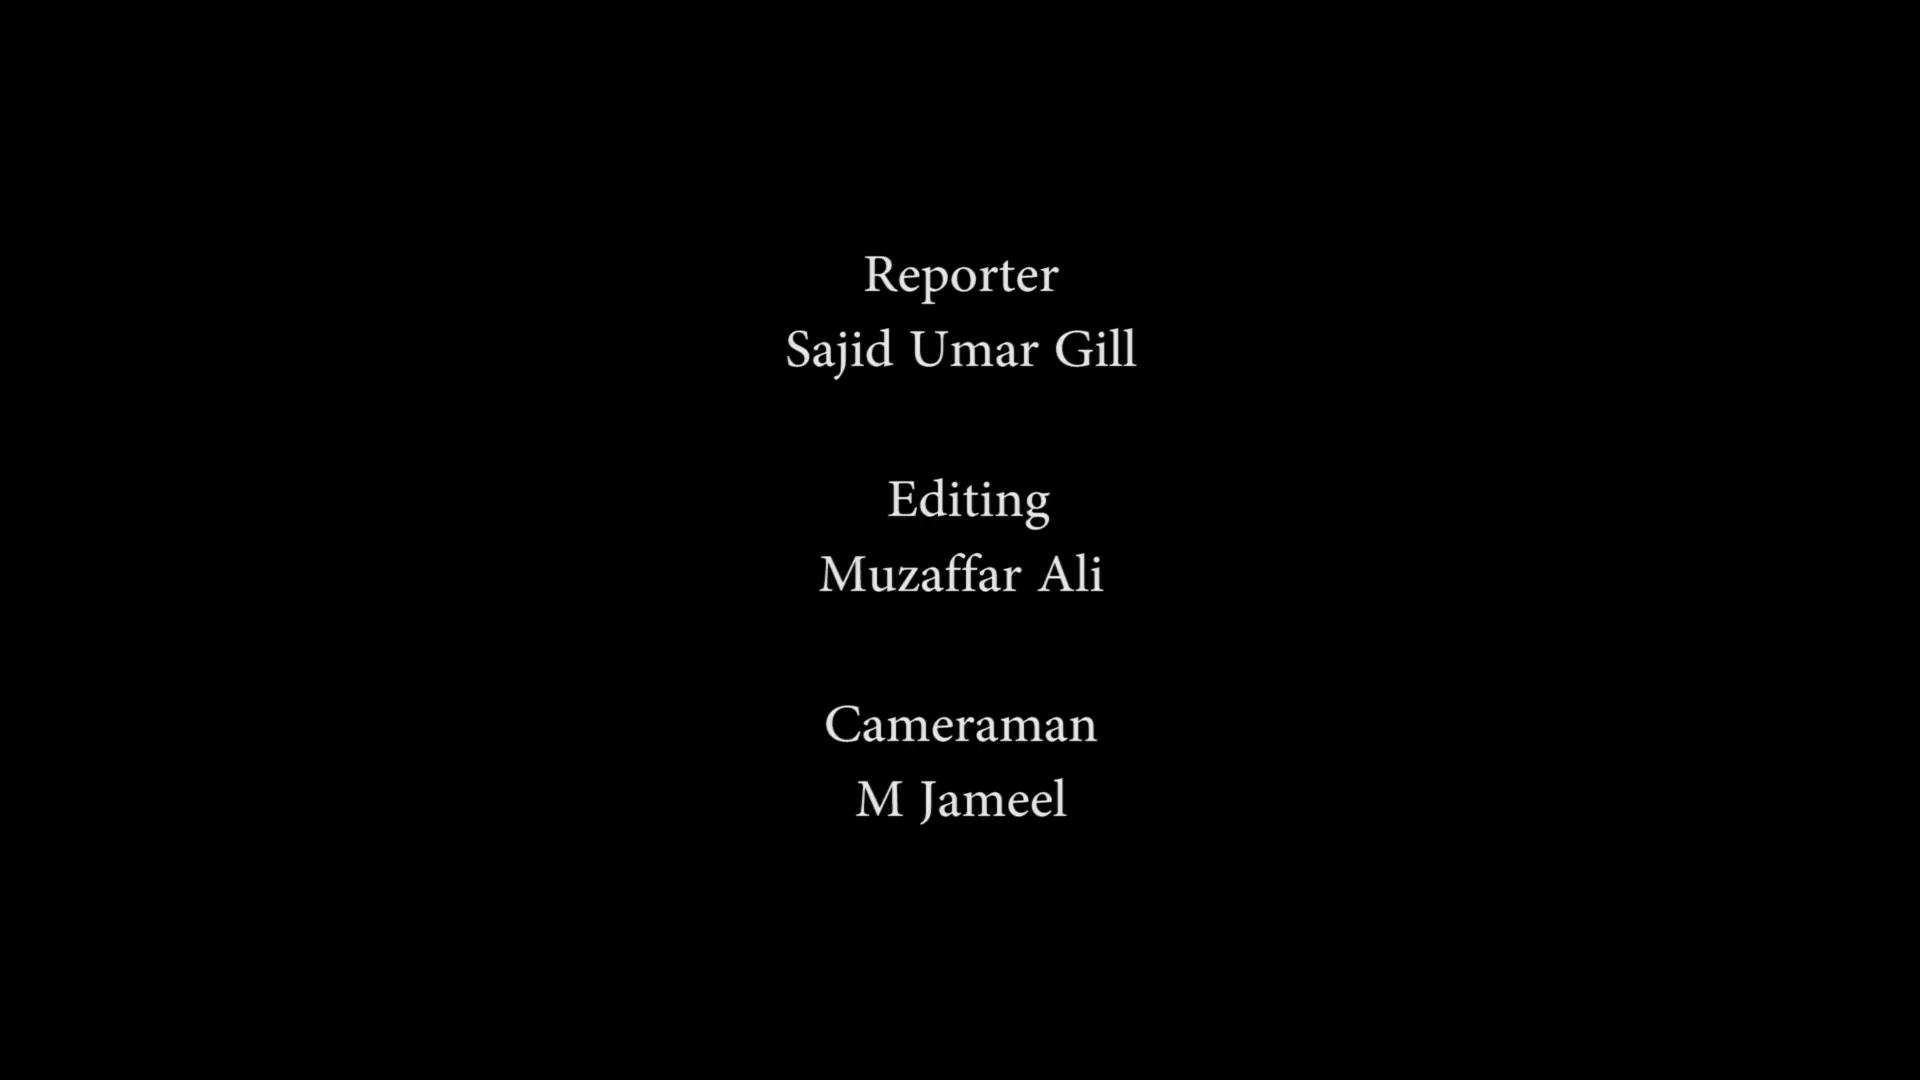 Reporter
Sajid Umar Gill
Editing
Muzaffar Ali
Cameraman
M Jameel